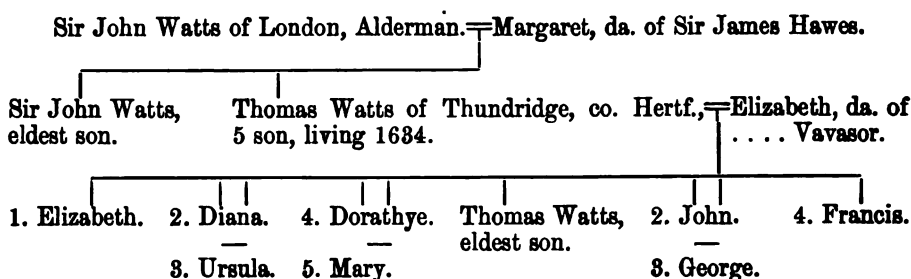 Sir John Watts of London, Alderman.=Margaret, da. of Sir James Hawes.
Sir John Watts, Thomas Watts of Thundridge, co. Hertf.,=Elizabeth, da. of
eldest son. 5 son, living 1634. .... Vavasor.
1. Elizabeth. 2. Diana. 4. Dorathye. Thomas Watts, 2. John. 4. Francis.
eldest son.
3. Ursula. 5. Mary. 3. George.